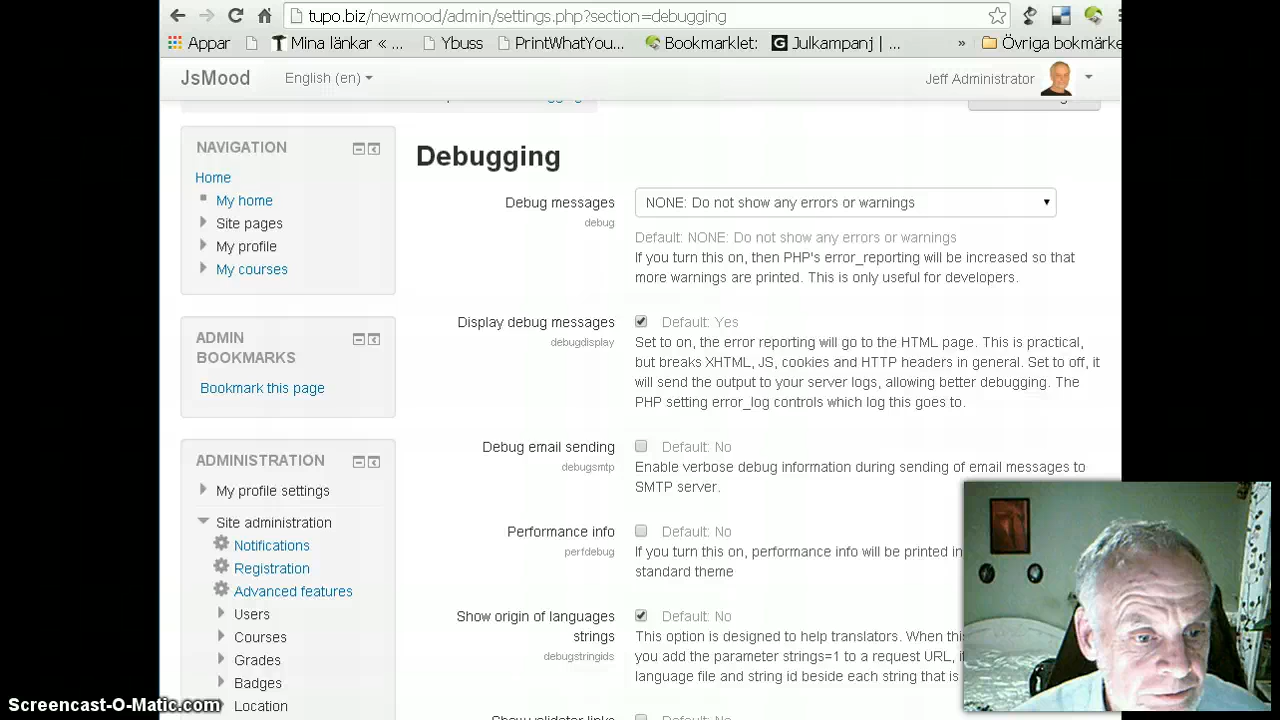 tupo.biz/newmood/admin/settings.php?section=debugging
Appar Mina länkar « ... Ybuss PrintWhatYou... Bookmarklet: Julkampanj | ... » Övriga bokmärke
JsMood English (en) Jeff Administrator
NAVIGATION
Home
My home
Site pages
My profile
My courses
ADMIN
BOOKMARKS
Bookmark this page
ADMINISTRATION
My profile settings
Site administration
Notifications
Registration
Advanced features
Users
Courses
Grades
Badges
Location
Debugging
Debug messages
debug
NONE: Do not show any errors or warnings
Default: NONE: Do not show any errors or warnings
If you turn this on, then PHP's error_reporting will be increased so that
more warnings are printed. This is only useful for developers.
Display debug messages
debugdisplay
Default: Yes
Set to on, the error reporting will go to the HTML page. This is practical,
but breaks XHTML, JS, cookies and HTTP headers in general. Set to off, it
will send the output to your server logs, allowing better debugging. The
PHP setting error_log controls which log this goes to.
Debug email sending
debugsmtp
Default: No
Enable verbose debug information during sending of email messages to
SMTP server.
Performance info
perfdebug
Default: No
If you turn this on, performance info will be printed in
standard theme
Show origin of languages
strings
debugstringids
Default: No
This option is designed to help translators. When this
you add the parameter strings=1 to a request URL, i
language file and string id beside each string that is
Show validator links
Default: No
Screencast-O-Matic.com